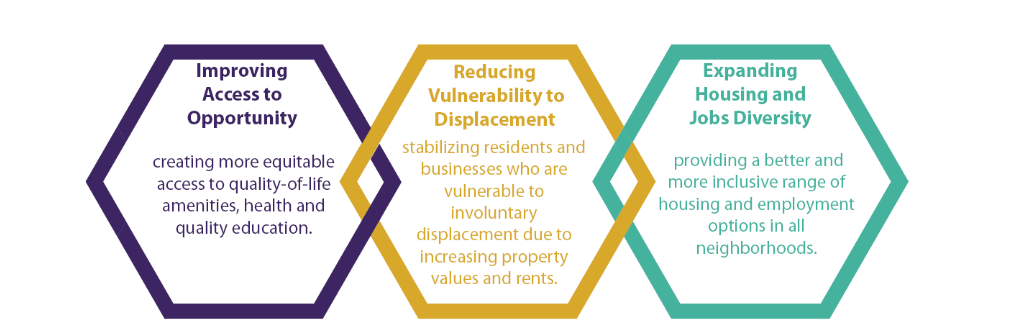 Improving
Access to
Opportunity
creating more equitable
access to quality-of-life
amenities, health and
quality education.
Reducing
Vulnerability to
Displacement
stabilizing residents and
businesses who are
vulnerable to
involuntary
displacement due to
increasing property
values and rents.
Expanding
Housing and
Jobs Diversity
providing a better and
more inclusive range of
housing and employment
options in all
neighborhoods.